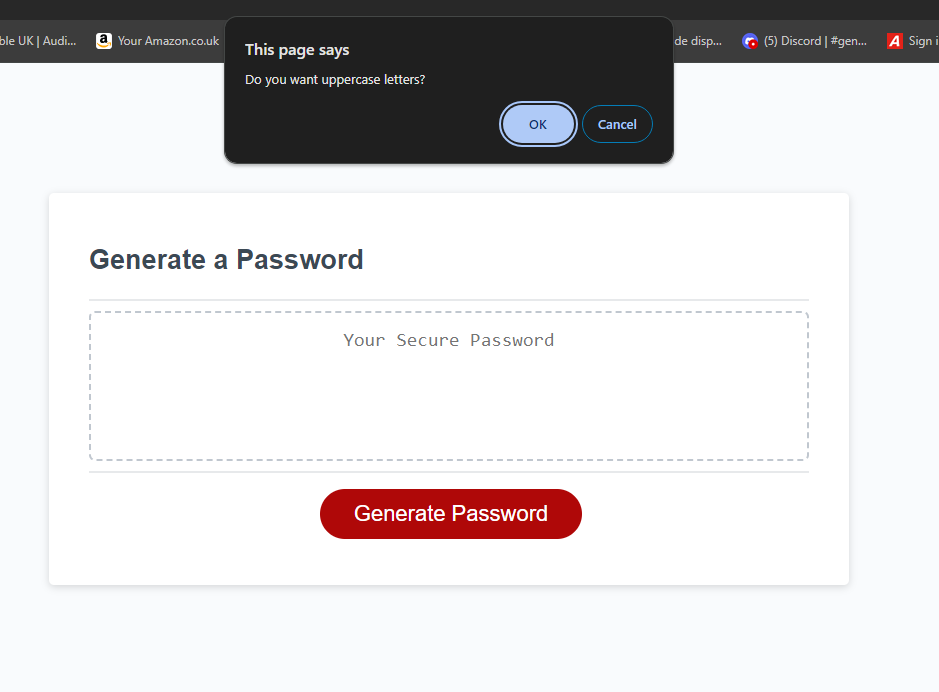 ble UK | Audi...
a Your Amazon.co.uk
de disp...
(5) Discord | #gen...
A Sign i
This page says
Do you want uppercase letters?
OK
Cancel
Generate a Password
Your Secure Password
Generate Password